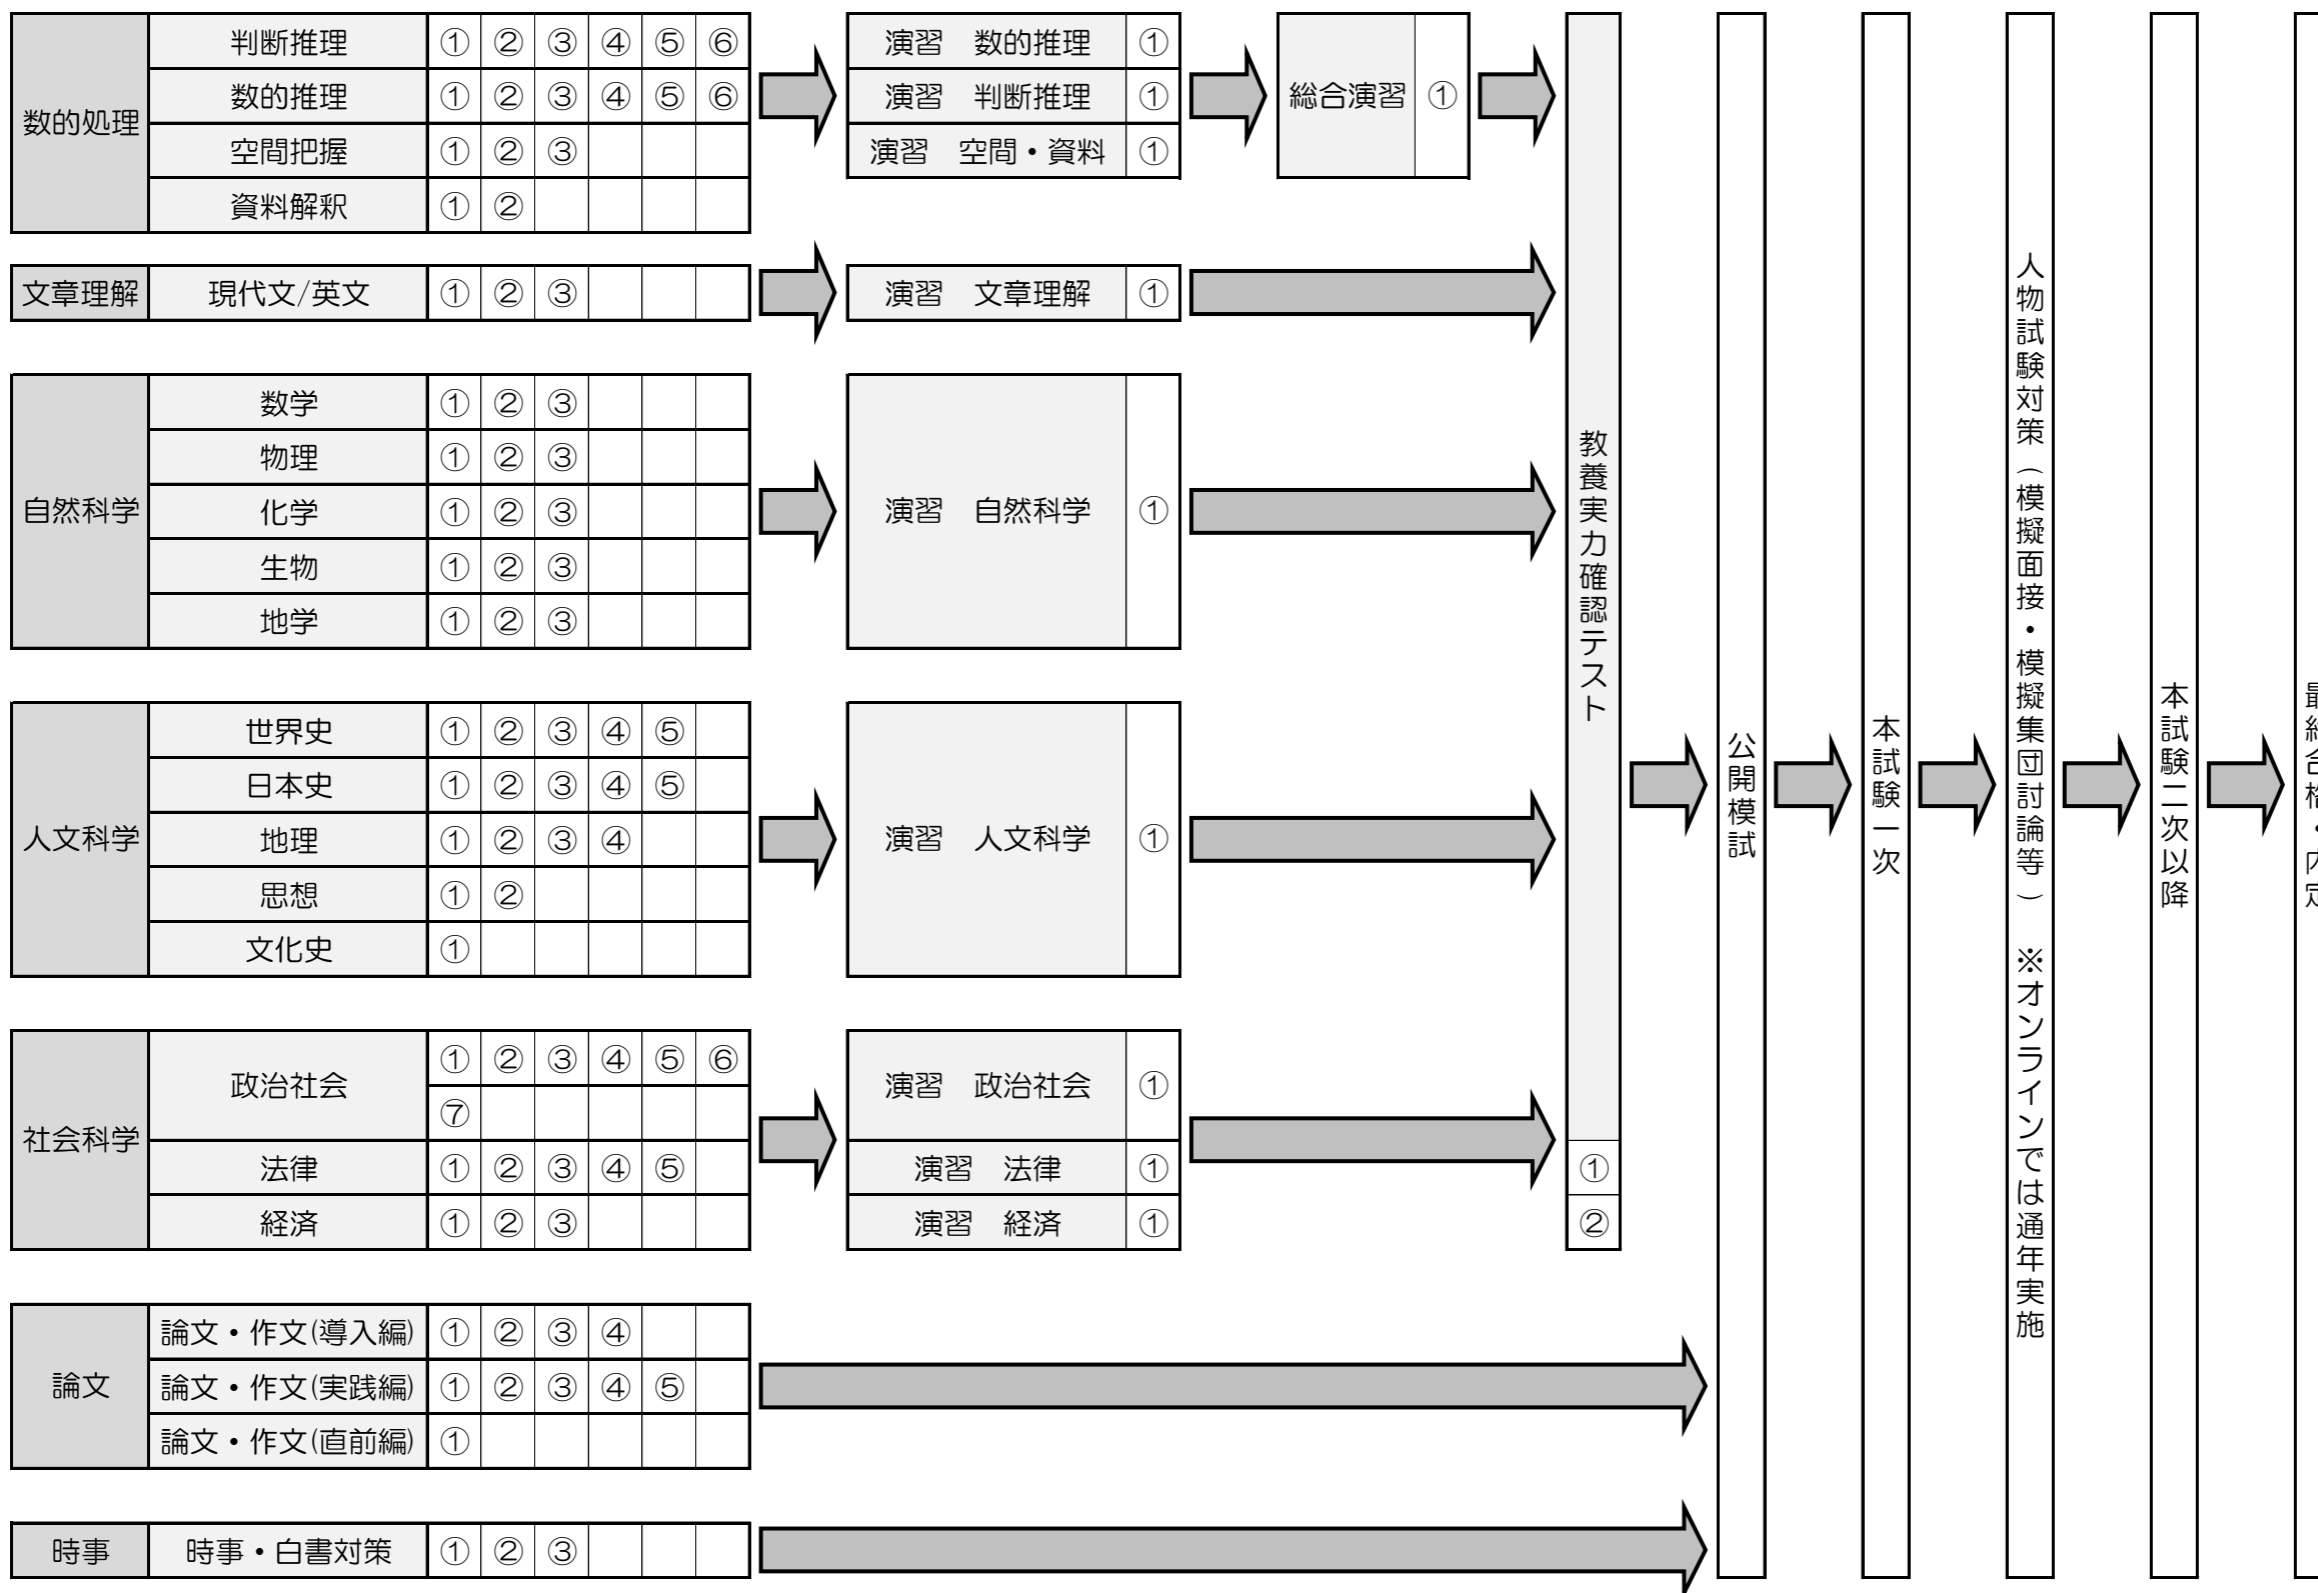 数的処理
判断推理 ① ② ③ ④ ⑤ ⑥
数的推理 ① ② ③ ④ ⑤ ⑥
空間把握 ① ② ③
資料解釈 ① ②
演習　数的推理 ①
演習　判断推理 ①
演習　空間・資料 ①
総合演習 ①
文章理解
現代文/英文 ① ② ③
演習　文章理解 ①
自然科学
数学 ① ② ③
物理 ① ② ③
化学 ① ② ③
生物 ① ② ③
地学 ① ② ③
演習　自然科学 ①
人文科学
世界史 ① ② ③ ④ ⑤
日本史 ① ② ③ ④ ⑤
地理 ① ② ③ ④
思想 ① ②
文化史 ①
演習　人文科学 ①
社会科学
政治社会 ① ② ③ ④ ⑤ ⑥
⑦
法律 ① ② ③ ④ ⑤
経済 ① ② ③
演習　政治社会 ①
演習　法律 ①
演習　経済 ①
論文
論文・作文(導入編) ① ② ③ ④
論文・作文(実践編) ① ② ③ ④ ⑤
論文・作文(直前編) ①
時事
時事・白書対策 ① ② ③
教養実力確認テスト
①
②
公開模試
本試験一次
人物試験対策（模擬面接・模擬集団討論等）　※オンラインでは通年実施
本試験二次以降